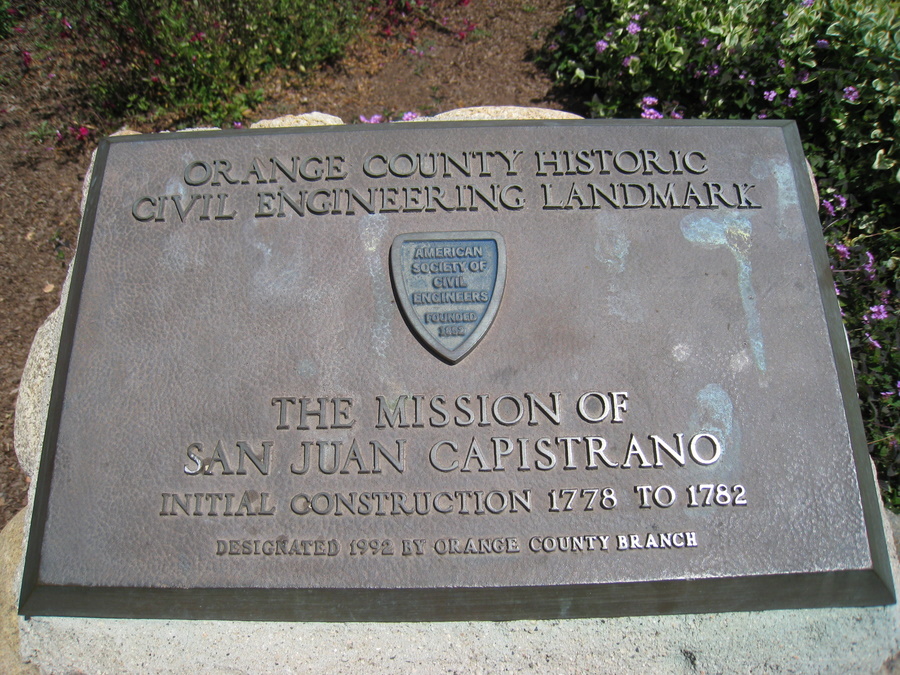 ORANGE COUNTY HISTORIC
CIVIL ENGINEERING LANDMARK
AMERICAN
SOCIETY OF
CIVIL
ENGINEERS
FOUNDED
1852
THE MISSION OF
SAN JUAN CAPISTRANO
INITIAL CONSTRUCTION 1778 TO 1782
DESIGNATED 1992 BY ORANGE COUNTY BRANCH